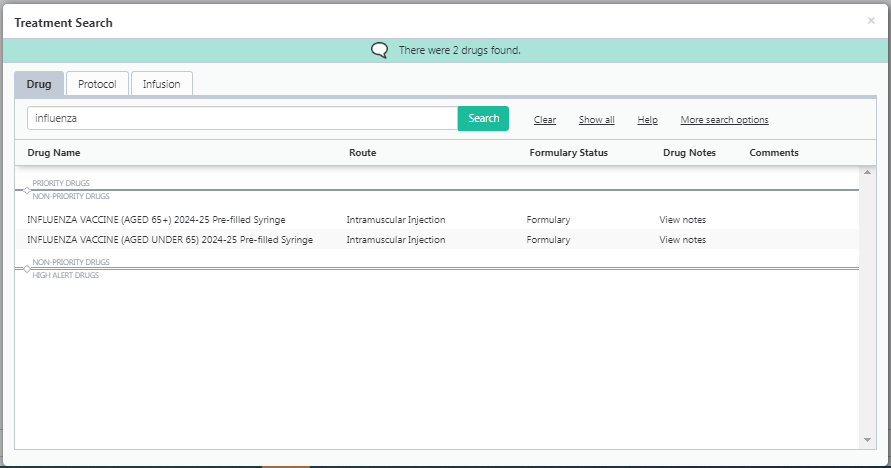 Treatment Search
×
There were 2 drugs found.
Drug Protocol Infusion
influenza Search Clear Show all Help More search options
Drug Name Route Formulary Status Drug Notes Comments
PRIORITY DRUGS
NON-PRIORITY DRUGS
INFLUENZA VACCINE (AGED 65+) 2024-25 Pre-filled Syringe Intramuscular Injection Formulary View notes
INFLUENZA VACCINE (AGED UNDER 65) 2024-25 Pre-filled Syringe Intramuscular Injection Formulary View notes
NON-PRIORITY DRUGS
HIGH ALERT DRUGS